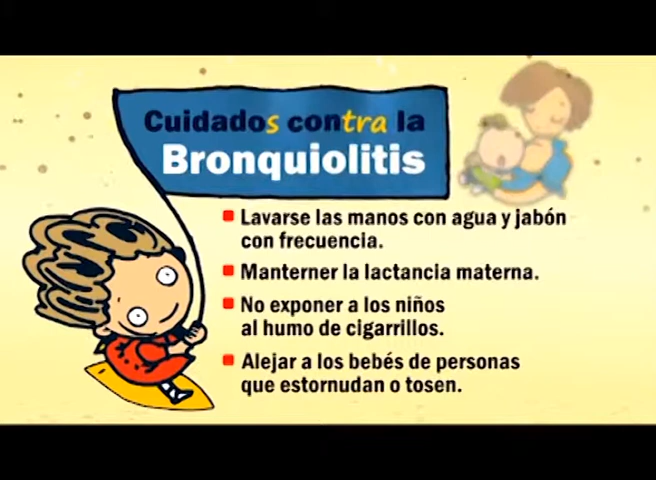 Cuidados contra la
Bronquiolitis
Lavarse las manos con agua y jabón
con frecuencia.
Manterner la lactancia materna.
No exponer a los niños
al humo de cigarrillos.
Alejar a los bebés de personas
que estornudan o tosen.